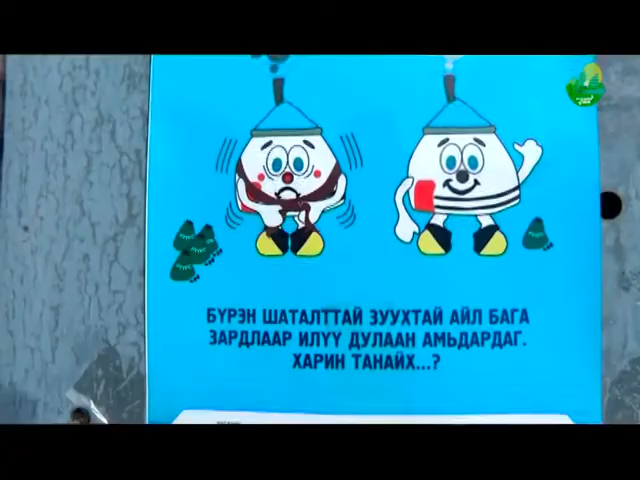 БҮРЭН ШАТАЛТТАЙ ЗУУХТАЙ АЙЛ БАГА
ЗАРДЛААР ИЛҮҮ ДУЛААН АМЬДАРДАГ.
ХАРИН ТАНАЙХ...?